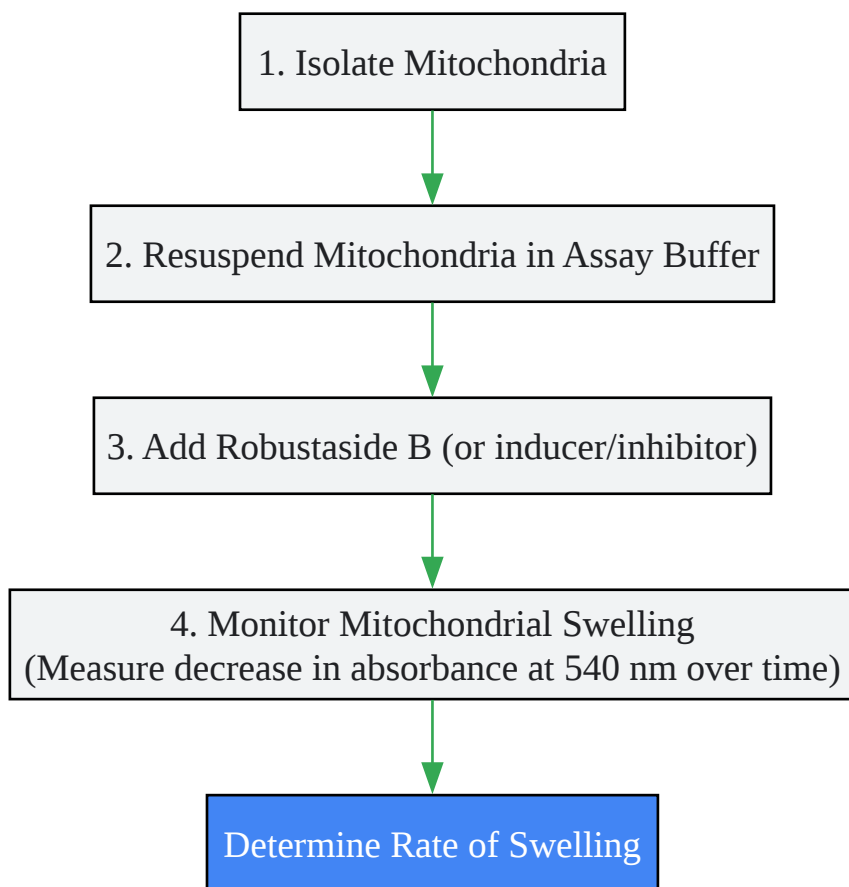 1. Isolate Mitochondria
2. Resuspend Mitochondria in Assay Buffer
3. Add Robustaside B (or inducer/inhibitor)
4. Monitor Mitochondrial Swelling
(Measure decrease in absorbance at 540 nm over time)
Determine Rate of Swelling